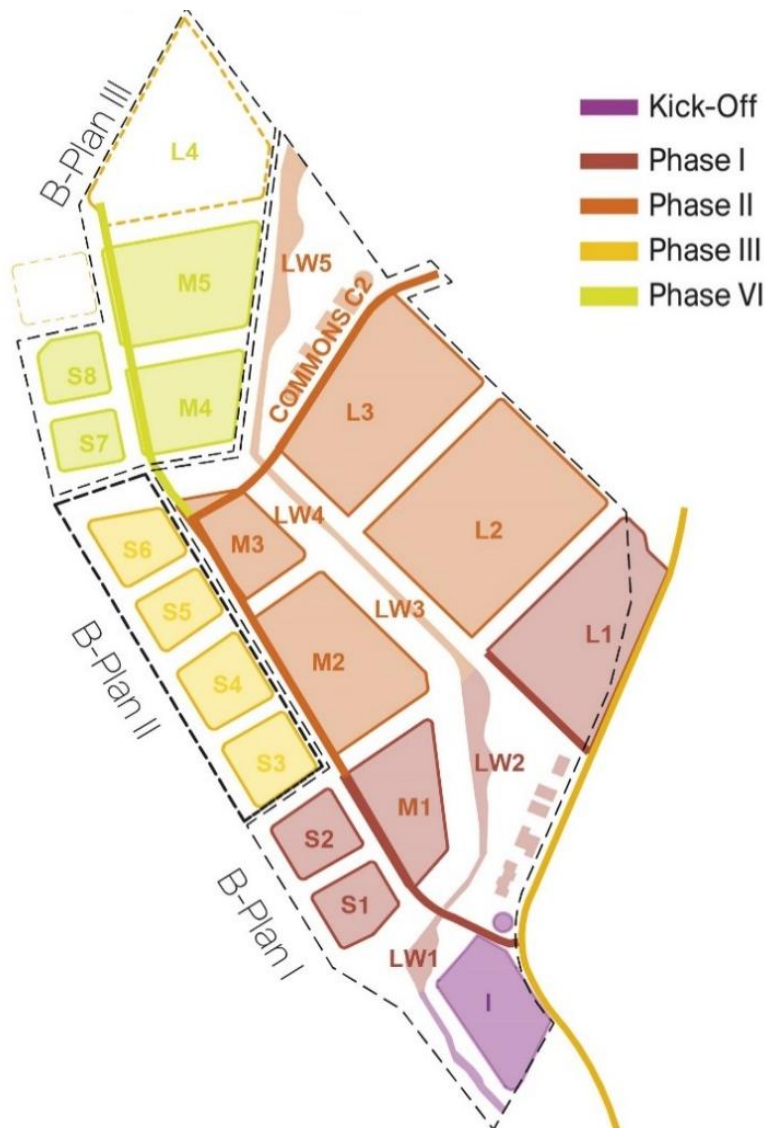 Kick-Off
Phase I
Phase II
Phase III
Phase VI
B-Plan III
L4
LW5
M5
COMMONS C2
S8
M4
L3
S7
LW4
L2
S6
M3
LW3
S5
L1
B-Plan II
M2
S4
S3
LW2
M1
S2
B-Plan I
S1
LW1
I